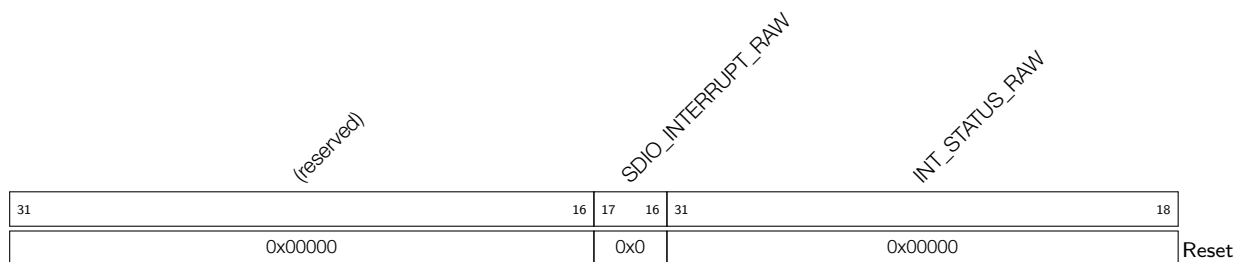 (reserved)
SDIO_INTERRUPT_RAW
INT_STATUS_RAW
31 16 17 16 31 18
0x00000 0x0 0x00000 Reset